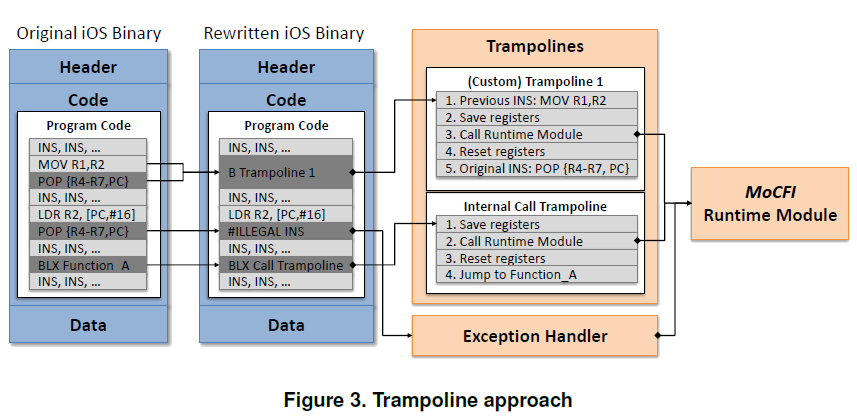 Original iOS Binary
Header
Code
Program Code
INS, INS, ...
MOV R1,R2
POP {R4-R7,PC}
INS, INS, ...
LDR R2, [PC,#16]
POP {R4-R7,PC}
INS, INS, ...
BLX Function_A
INS, INS, ...
Data
Rewritten iOS Binary
Header
Code
Program Code
INS, INS, ...
B Trampoline 1
INS, INS, ...
LDR R2, [PC,#16]
#ILLEGAL INS
INS, INS, ...
BLX Call Trampoline
INS, INS, ...
Data
Trampolines
(Custom) Trampoline 1
1. Previous INS: MOV R1,R2
2. Save registers
3. Call Runtime Module
4. Reset registers
5. Original INS: POP {R4-R7, PC}
Internal Call Trampoline
1. Save registers
2. Call Runtime Module
3. Reset registers
4. Jump to Function_A
Exception Handler
MoCFI
Runtime Module
Figure 3. Trampoline approach